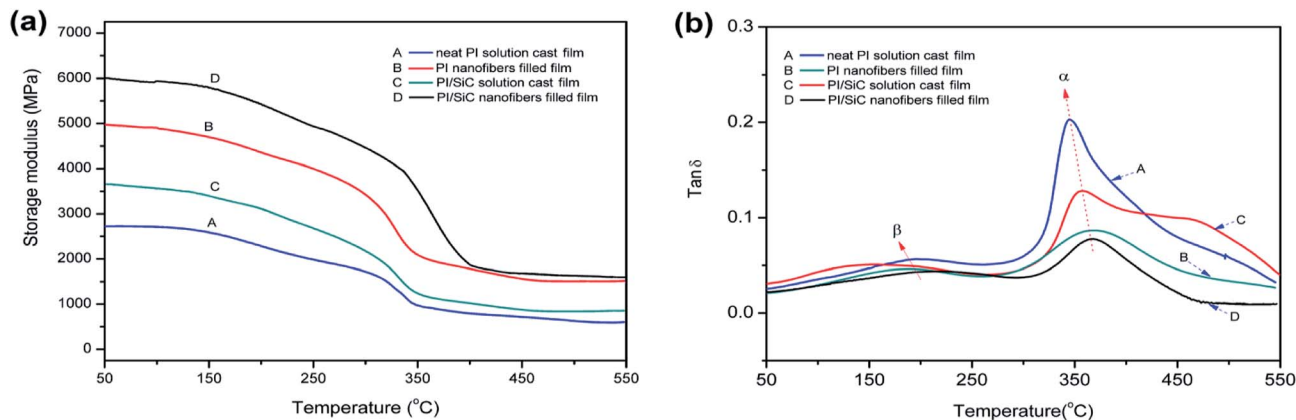 (a)
7000
6000
5000
4000
3000
2000
1000
0
Storage modulus (MPa)
A neat PI solution cast film
B PI nanofibers filled film
C PI/SiC solution cast film
D PI/SiC nanofibers filled film
D
B
C
A
50 150 250 350 450 550
Temperature (°C)
(b)
0.3
0.2
0.1
0.0
Tan δ
A neat PI solution cast film
B PI nanofibers filled film
C PI/SiC solution cast film
D PI/SiC nanofibers filled film
α
A
β
C
B
D
50 150 250 350 450 550
Temperature(°C)